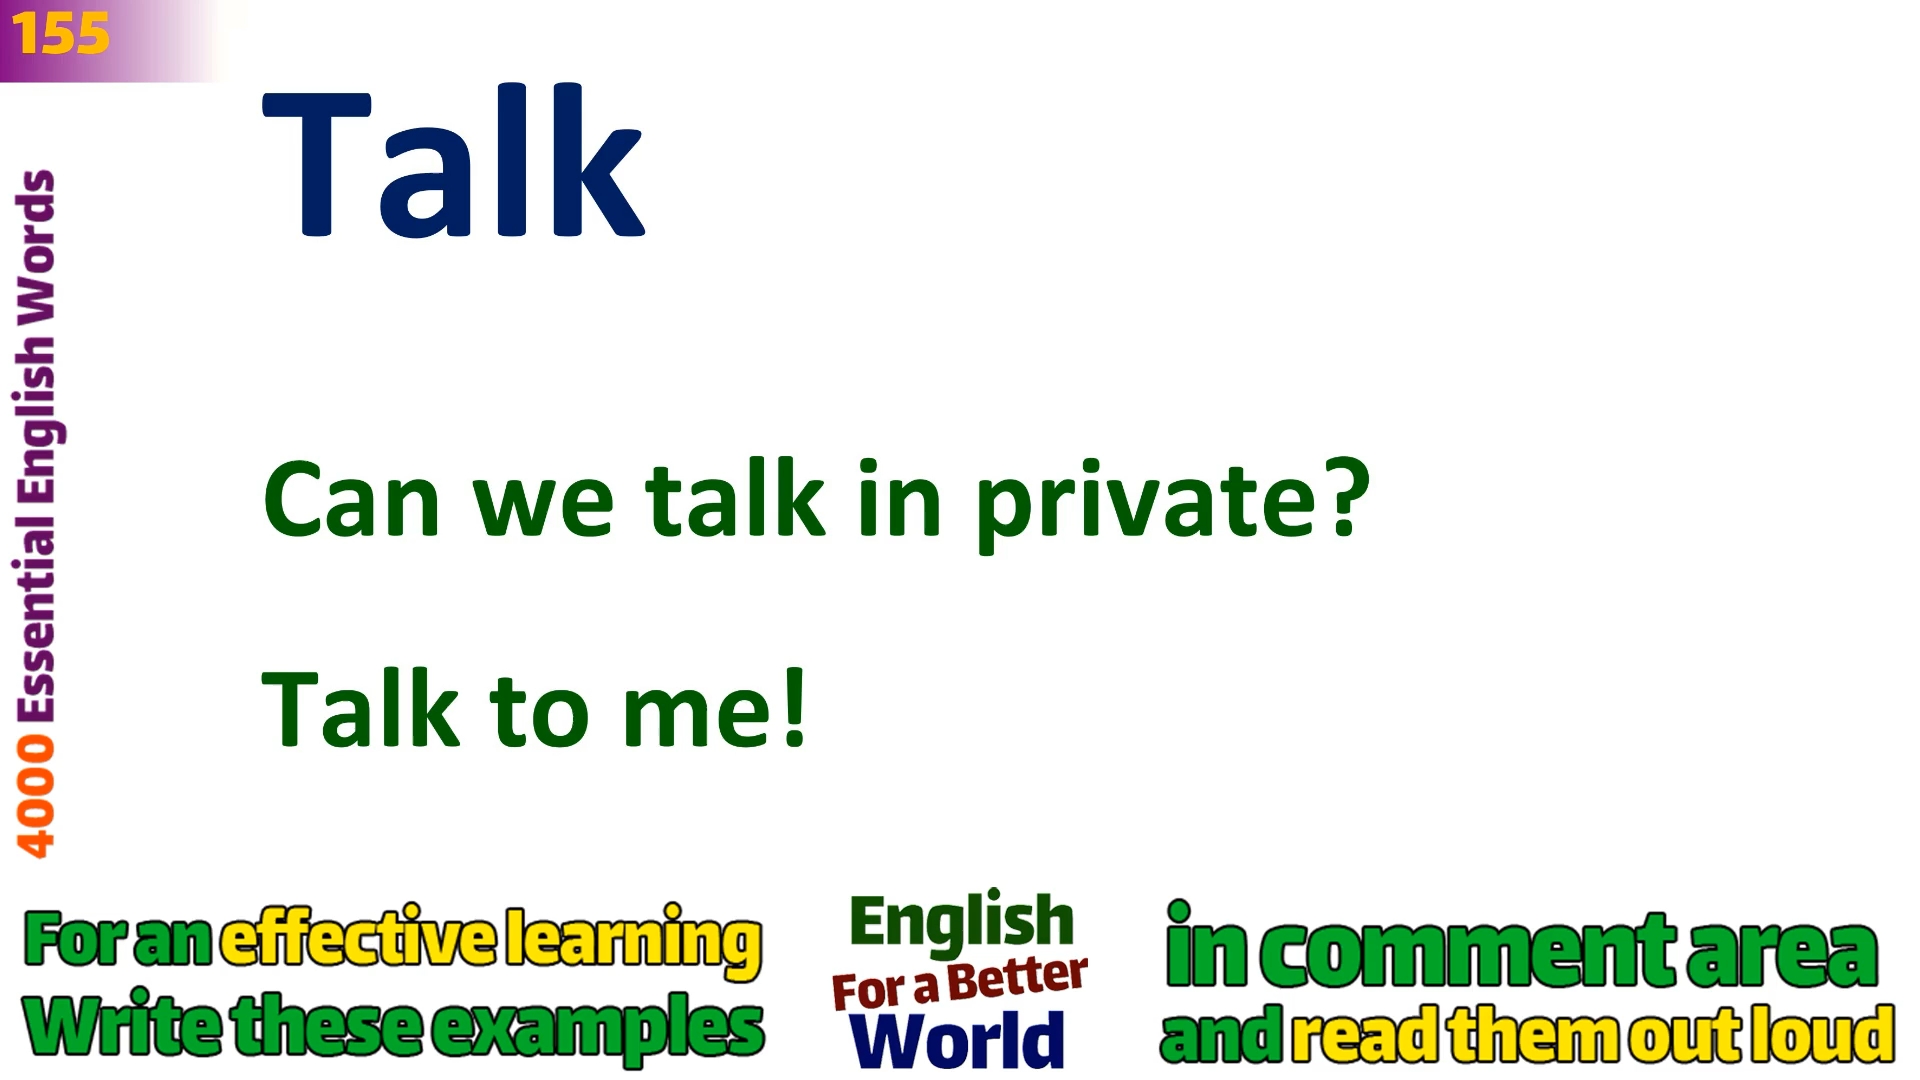 155
Talk
4000 Essential English Words
Can we talk in private?
Talk to me!
For an effective learning
Write these examples
English
For a Better
World
in comment area
and read them out loud